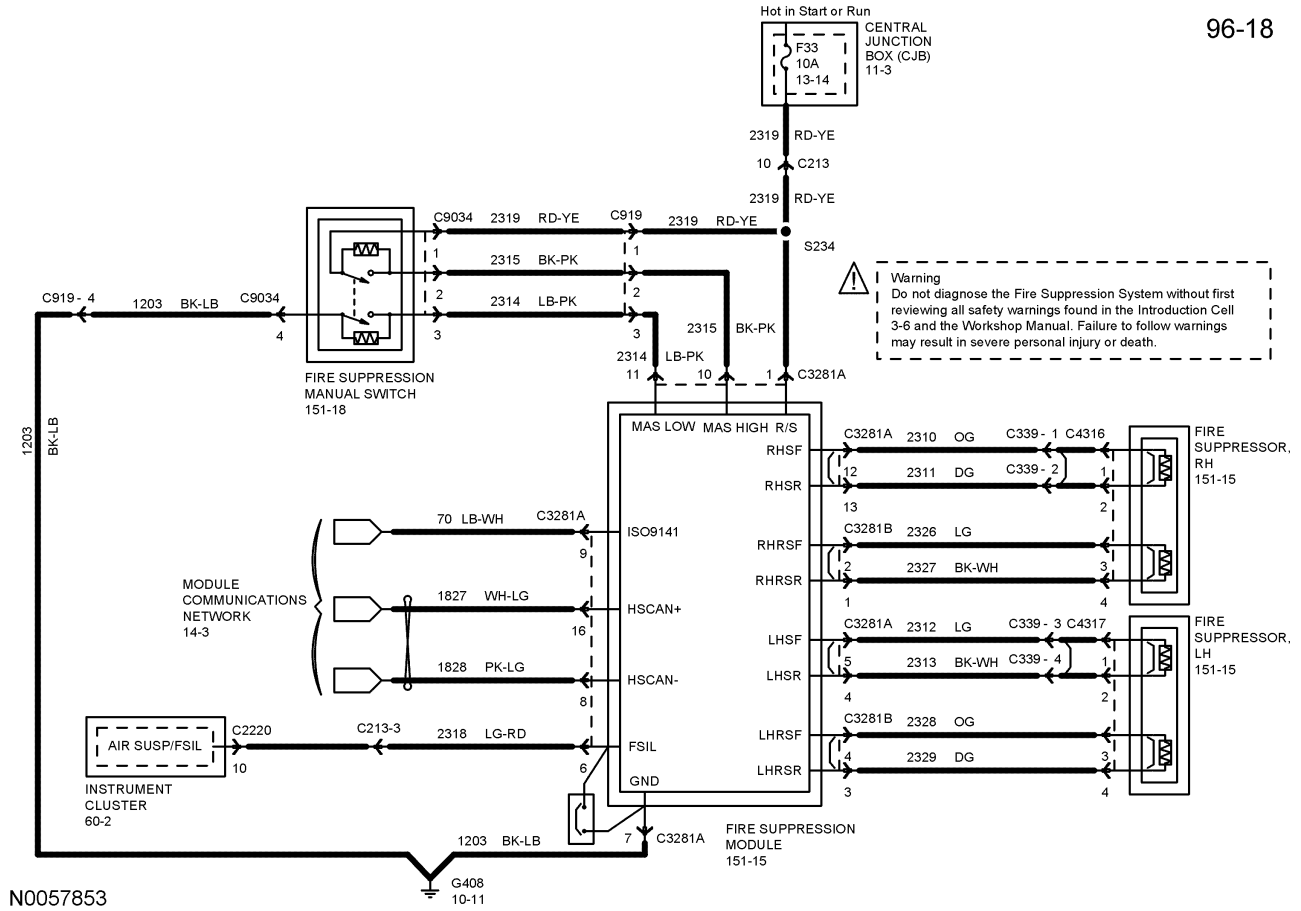 Hot in Start or Run
96-18
F33
10A
13-14
CENTRAL
JUNCTION
BOX (CJB)
11-3
2319 RD-YE
10 C213
2319 RD-YE
S234
C9034 2319 RD-YE C919 2319 RD-YE
1 1
2315 BK-PK
2 2
2314 LB-PK
3 3
C919 - 4 1203 BK-LB C9034
4
FIRE SUPPRESSION
MANUAL SWITCH
151-18
2315 BK-PK
2314 LB-PK
11 10 1 C3281A
Warning
Do not diagnose the Fire Suppression System without first
reviewing all safety warnings found in the Introduction Cell
3-6 and the Workshop Manual. Failure to follow warnings
may result in severe personal injury or death.
1203 BK-LB
MAS LOW MAS HIGH R/S
RHSF
C3281A 2310 OG C339 - 1 C4316
12 2311 DG C339 - 2 1
RHSR
13 2
FIRE
SUPPRESSOR,
RH
151-15
C3281B 2326 LG
RHRSF
2 2327 BK-WH 3
RHRSR
1 4
C3281A 2312 LG C339 - 3 C4317
LHSF
5 2313 BK-WH C339 - 4 1
LHSR
4 2
FIRE
SUPPRESSOR,
LH
151-15
C3281B 2328 OG
LHRSF
4 2329 DG 3
LHRSR
3 4
70 LB-WH C3281A
ISO9141
9
MODULE
COMMUNICATIONS
NETWORK
14-3
1827 WH-LG
HSCAN+
16
1828 PK-LG
HSCAN-
8
AIR SUSP/FSIL
C2220 C213-3 2318 LG-RD
FSIL
10 6
INSTRUMENT
CLUSTER
60-2
GND
7 C3281A
FIRE SUPPRESSION
MODULE
151-15
1203 BK-LB
G408
10-11
N0057853